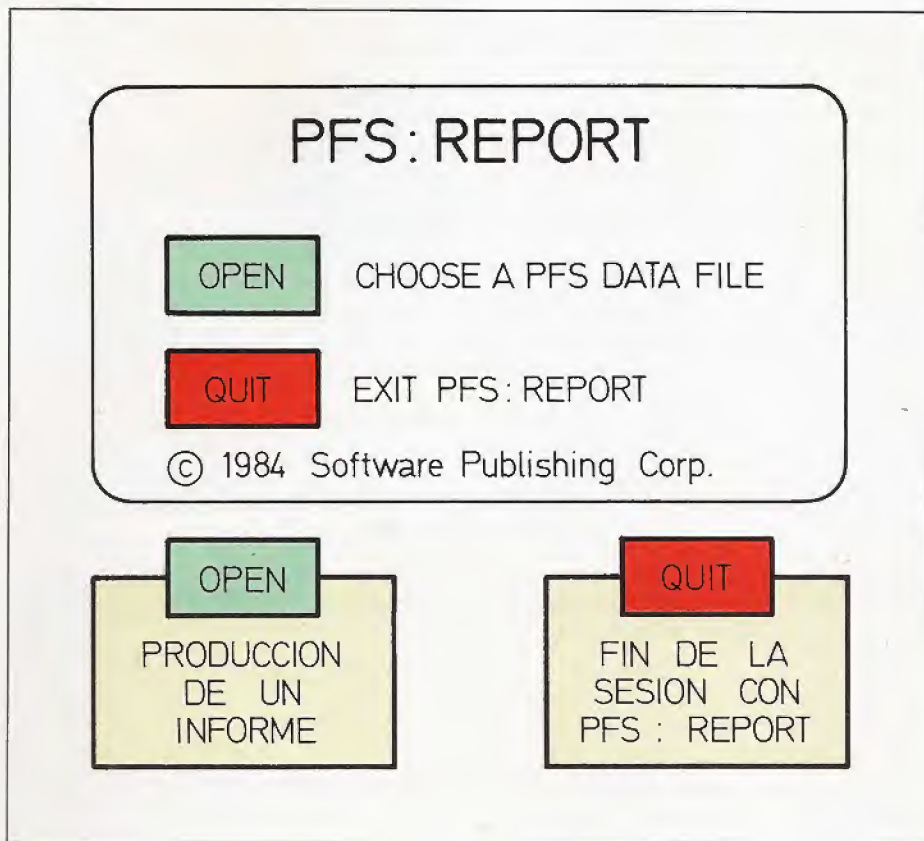 PFS: REPORT
OPEN CHOOSE A PFS DATA FILE
QUIT EXIT PFS: REPORT
© 1984 Software Publishing Corp.
OPEN
PRODUCCION
DE UN
INFORME
QUIT
FIN DE LA
SESION CON
PFS : REPORT